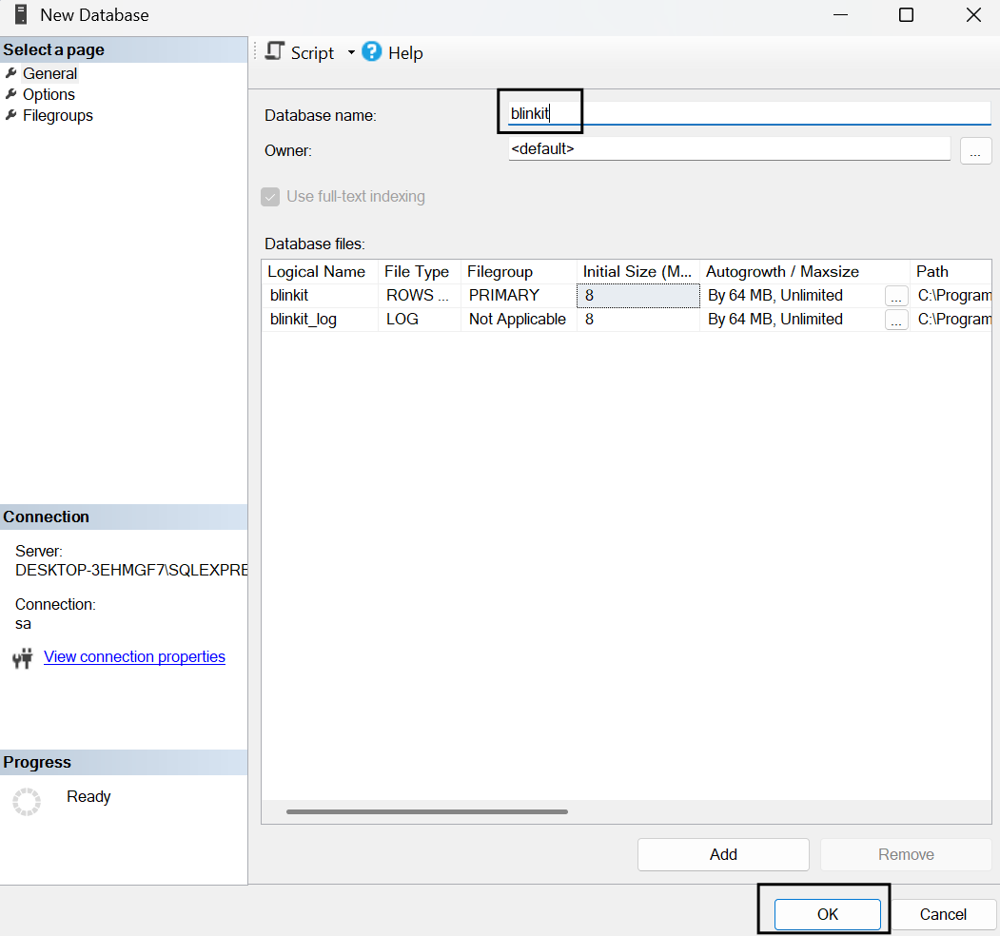 New Database
Select a page
General
Options
Filegroups
Script
Help
Database name:
blinkit
Owner:
<default>
...
Use full-text indexing
Database files:
Logical Name File Type Filegroup Initial Size (M... Autogrowth / Maxsize Path
blinkit ROWS ... PRIMARY 8 By 64 MB, Unlimited ... C:\Program
blinkit_log LOG Not Applicable 8 By 64 MB, Unlimited ... C:\Program
Connection
Server:
DESKTOP-3EHMGF7\SQLEXPRE
Connection:
sa
View connection properties
Progress
Ready
Add Remove
OK Cancel